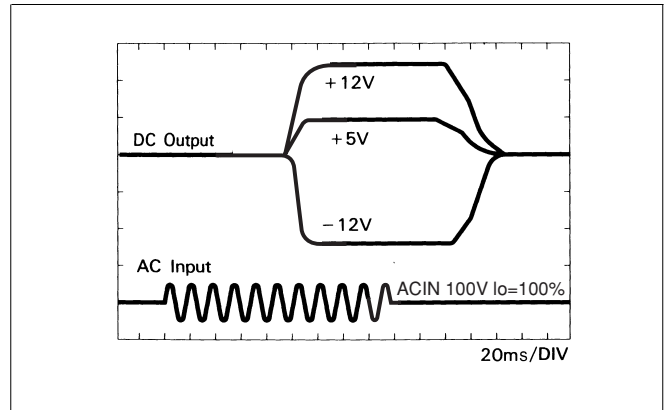 +12V
DC Output
+5V
−12V
AC Input
ACIN 100V Io=100%
20ms/DIV